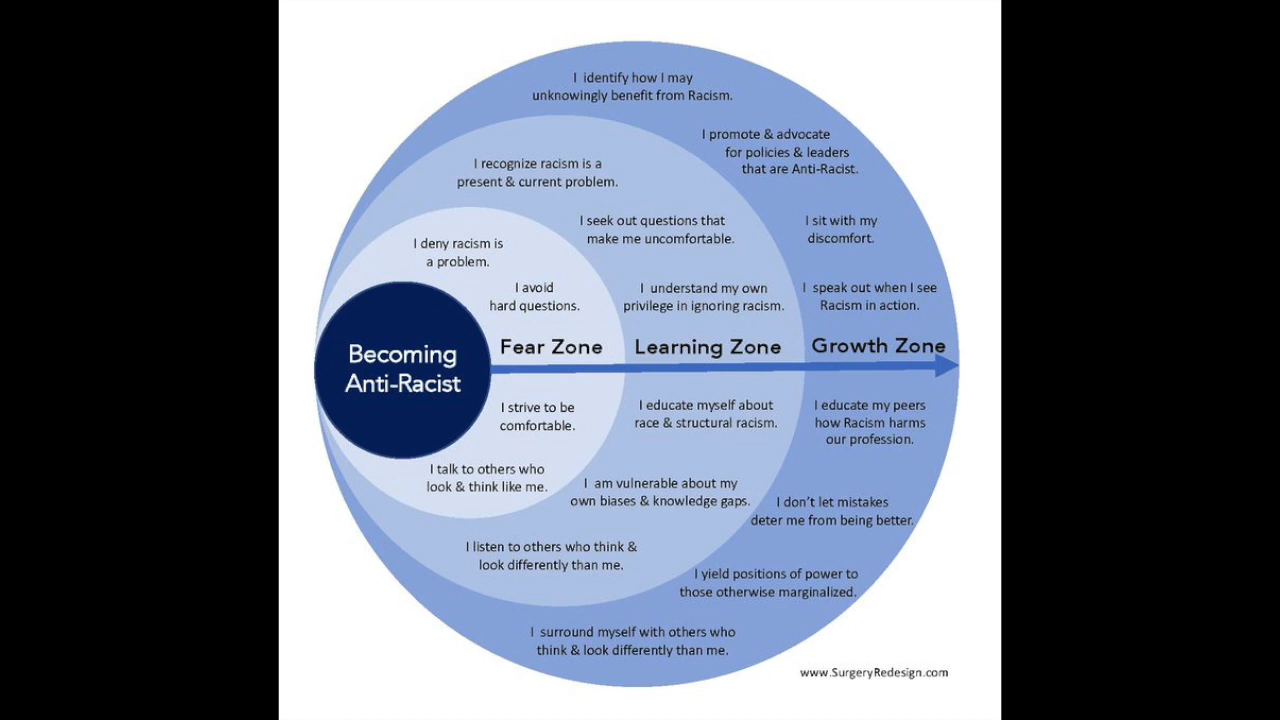 I identify how I may
unknowingly benefit from Racism.
I promote & advocate
for policies & leaders
that are Anti-Racist.
I recognize racism is a
present & current problem.
I seek out questions that
make me uncomfortable.
I sit with my
discomfort.
I deny racism is
a problem.
I avoid
hard questions.
I understand my own
privilege in ignoring racism.
I speak out when I see
Racism in action.
Becoming
Anti-Racist
Fear Zone
Learning Zone
Growth Zone
I strive to be
comfortable.
I educate myself about
race & structural racism.
I educate my peers
how Racism harms
our profession.
I talk to others who
look & think like me.
I am vulnerable about my
own biases & knowledge gaps.
I don't let mistakes
deter me from being better.
I listen to others who think &
look differently than me.
I yield positions of power to
those otherwise marginalized.
I surround myself with others who
think & look differently than me.
www.SurgeryRedesign.com